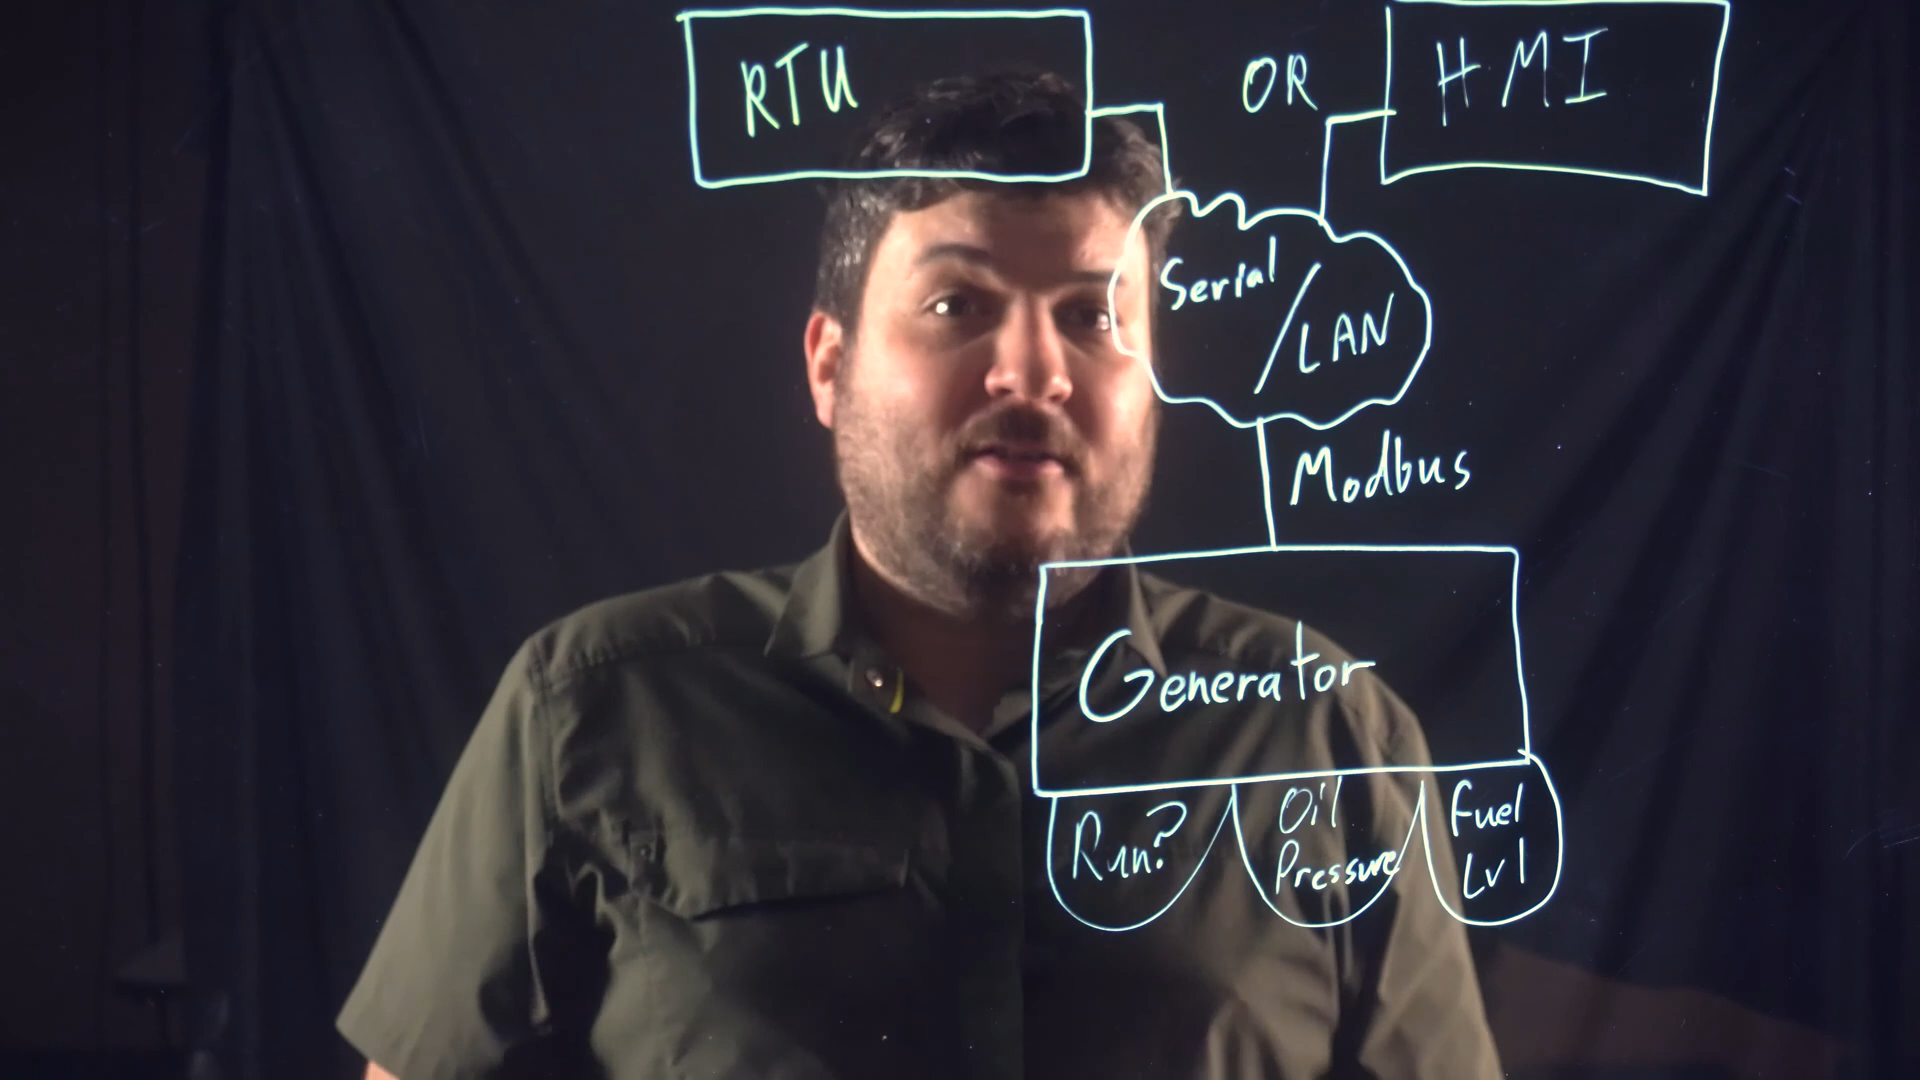 RTU
OR
HMI
Serial
/LAN
Modbus
Generator
Run?
Oil
Pressure
Fuel
Lvl